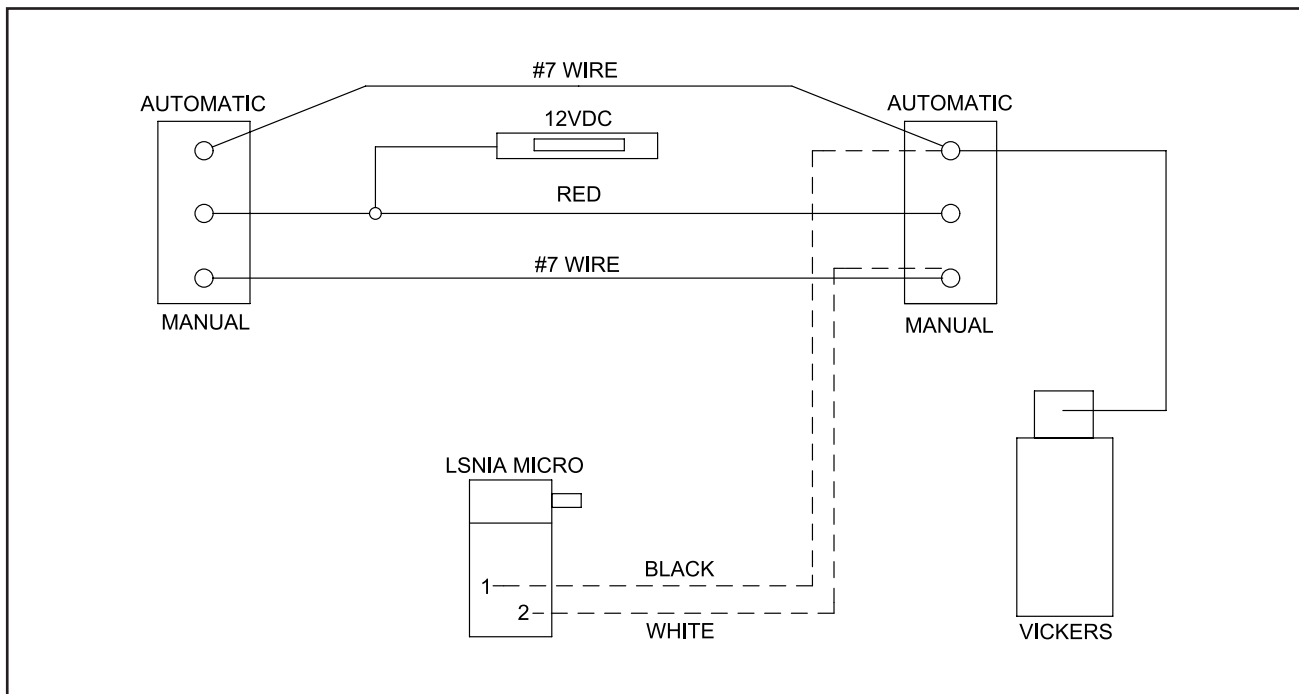 #7 WIRE
AUTOMATIC
AUTOMATIC
12VDC
RED
#7 WIRE
MANUAL
MANUAL
LSNIA MICRO
1
BLACK
2
WHITE
VICKERS